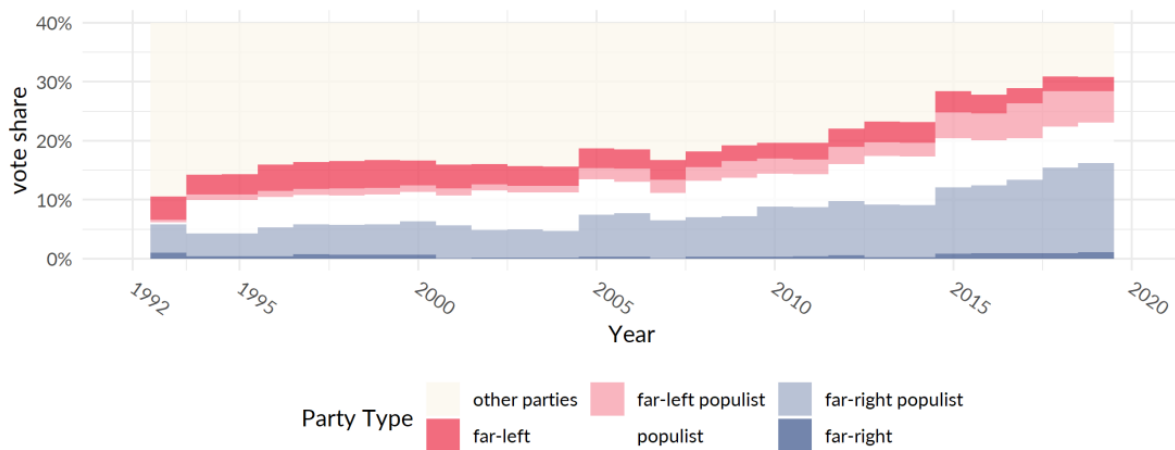 40%
30%
20%
10%
0%
vote share
1992
1995
2000
2005
2010
2015
2020
Year
Party Type
other parties
far-left populist
far-right populist
far-left
populist
far-right